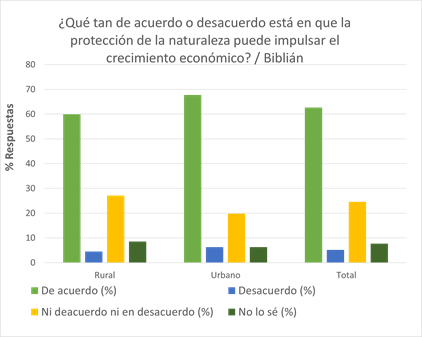 ¿Qué tan de acuerdo o desacuerdo está en que la
protección de la naturaleza puede impulsar el
crecimiento económico? / Biblián
% Respuestas
80
70
60
50
40
30
20
10
0
Rural Urbano Total
De acuerdo (%) Desacuerdo (%)
Ni deacuerdo ni en desacuerdo (%) No lo sé (%)